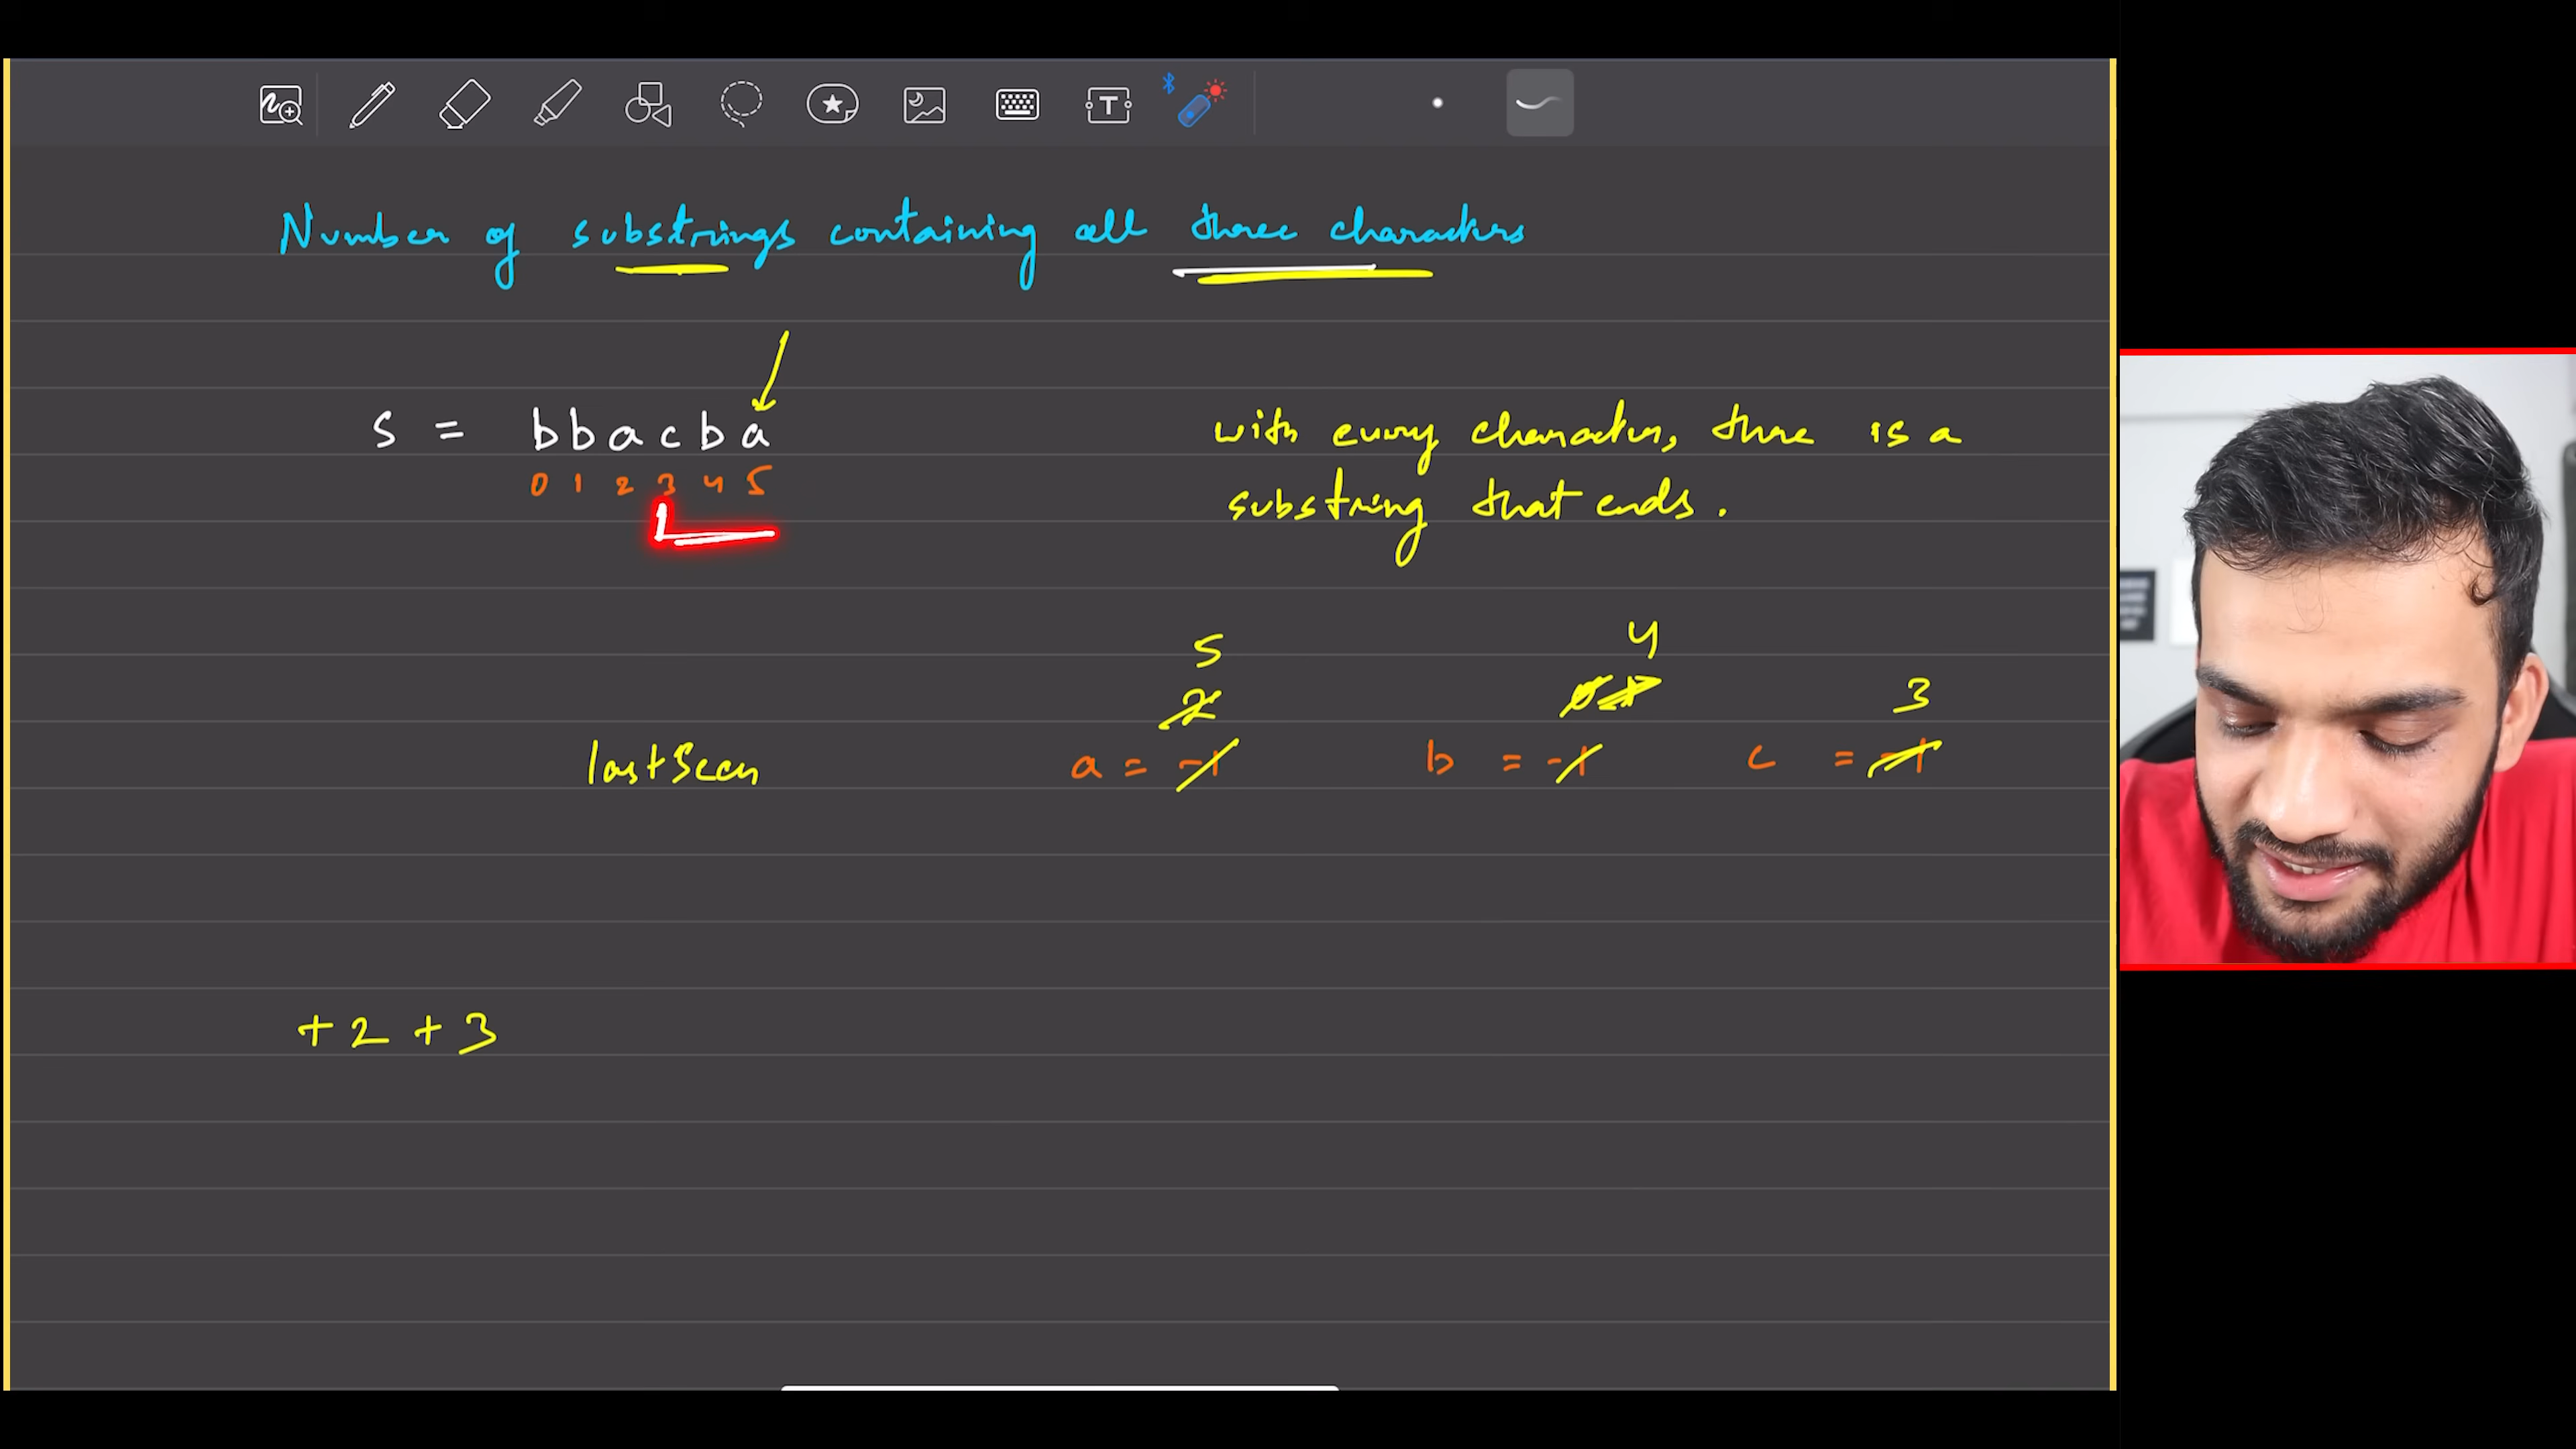 Number of substrings containing all three characters
S = b b a c b a
0 1 2 3 4 5
with every character, there is a
substring that ends.
5 4
2 3
lastSeen a = -1 b = -1 c = -1
+ 2 + 3